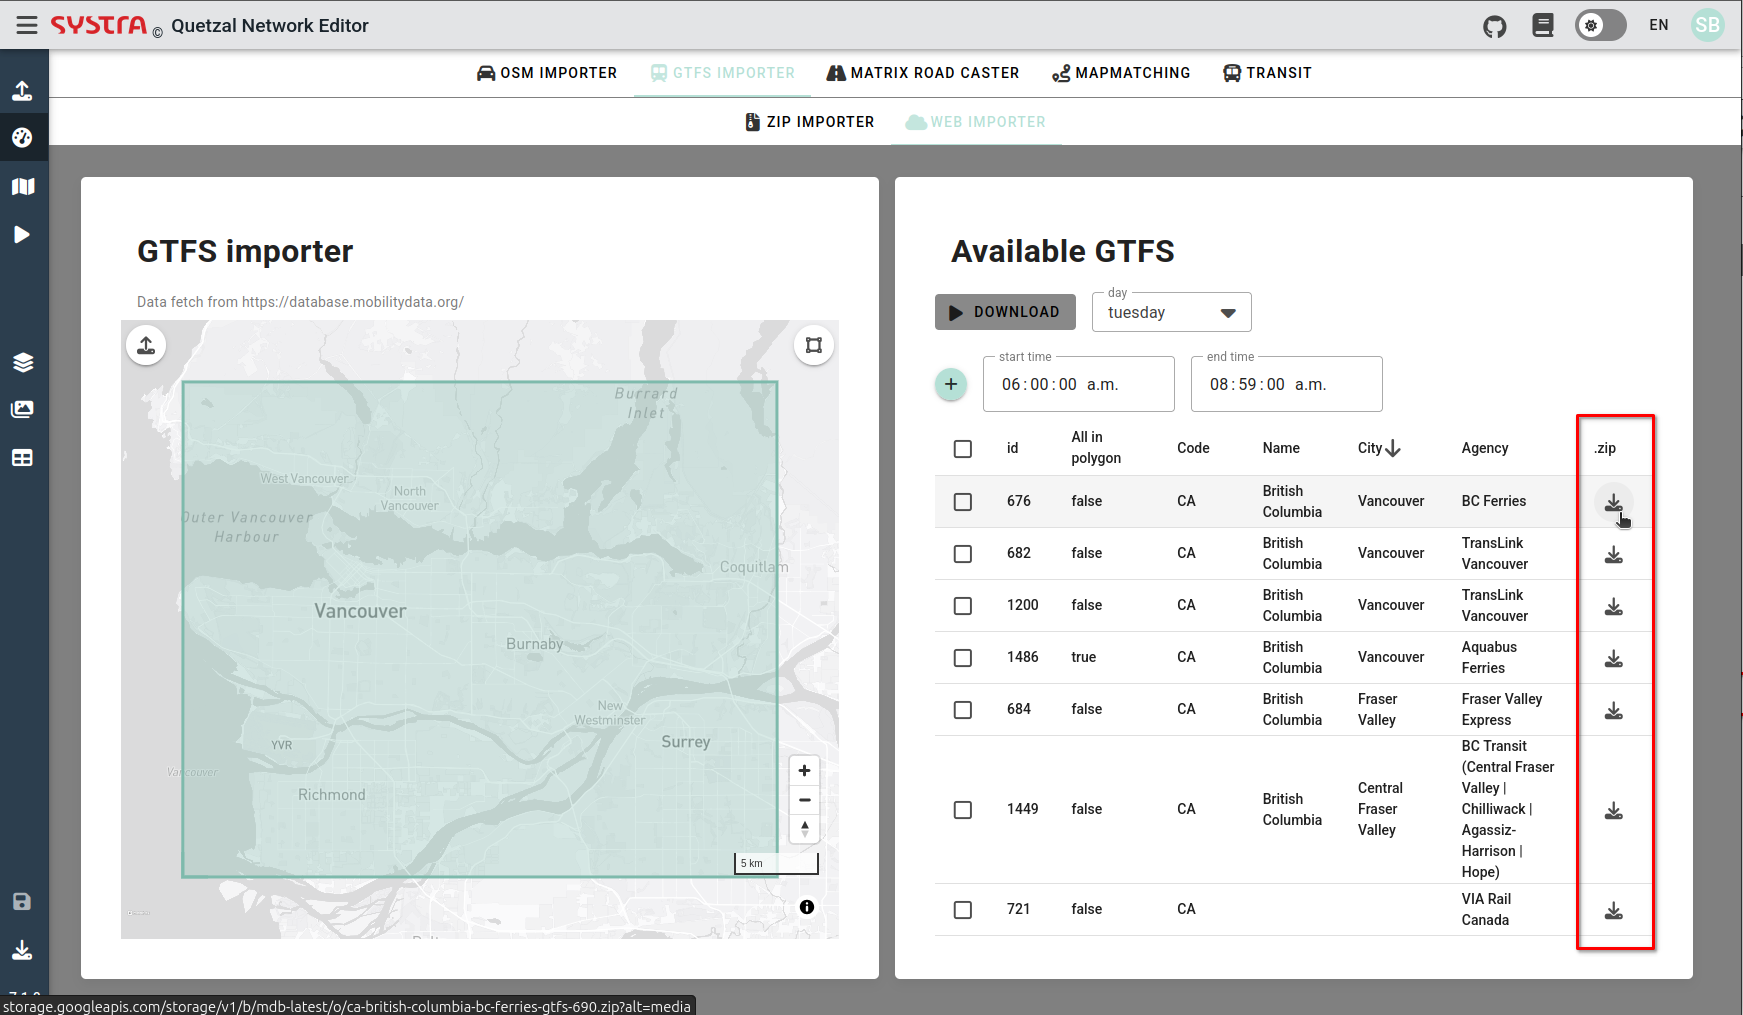 SYSTRA © Quetzal Network Editor
EN
SB
OSM IMPORTER
GTFS IMPORTER
MATRIX ROAD CASTER
MAPMATCHING
TRANSIT
ZIP IMPORTER
WEB IMPORTER
GTFS importer
Data fetch from https://database.mobilitydata.org/
Burrard
Inlet
West Vancouver
North
Vancouver
Outer Vancouver
Harbour
Coquitlam
Vancouver
Burnaby
New
Westminster
Surrey
YVR
Vancouver
Richmond
5 km
Available GTFS
DOWNLOAD
day
tuesday
start time
06:00:00 a.m.
end time
08:59:00 a.m.
id
All in
polygon
Code
Name
City
Agency
.zip
676
false
CA
British
Columbia
Vancouver
BC Ferries
682
false
CA
British
Columbia
Vancouver
TransLink
Vancouver
1200
false
CA
British
Columbia
Vancouver
TransLink
Vancouver
1486
true
CA
British
Columbia
Vancouver
Aquabus
Ferries
684
false
CA
British
Columbia
Fraser
Valley
Fraser Valley
Express
1449
false
CA
British
Columbia
Central
Fraser
Valley
BC Transit
(Central Fraser
Valley |
Chilliwack |
Agassiz-
Harrison |
Hope)
721
false
CA
VIA Rail
Canada
storage.googleapis.com/storage/v1/b/mdb-latest/o/ca-british-columbia-bc-ferries-gtfs-690.zip?alt=media